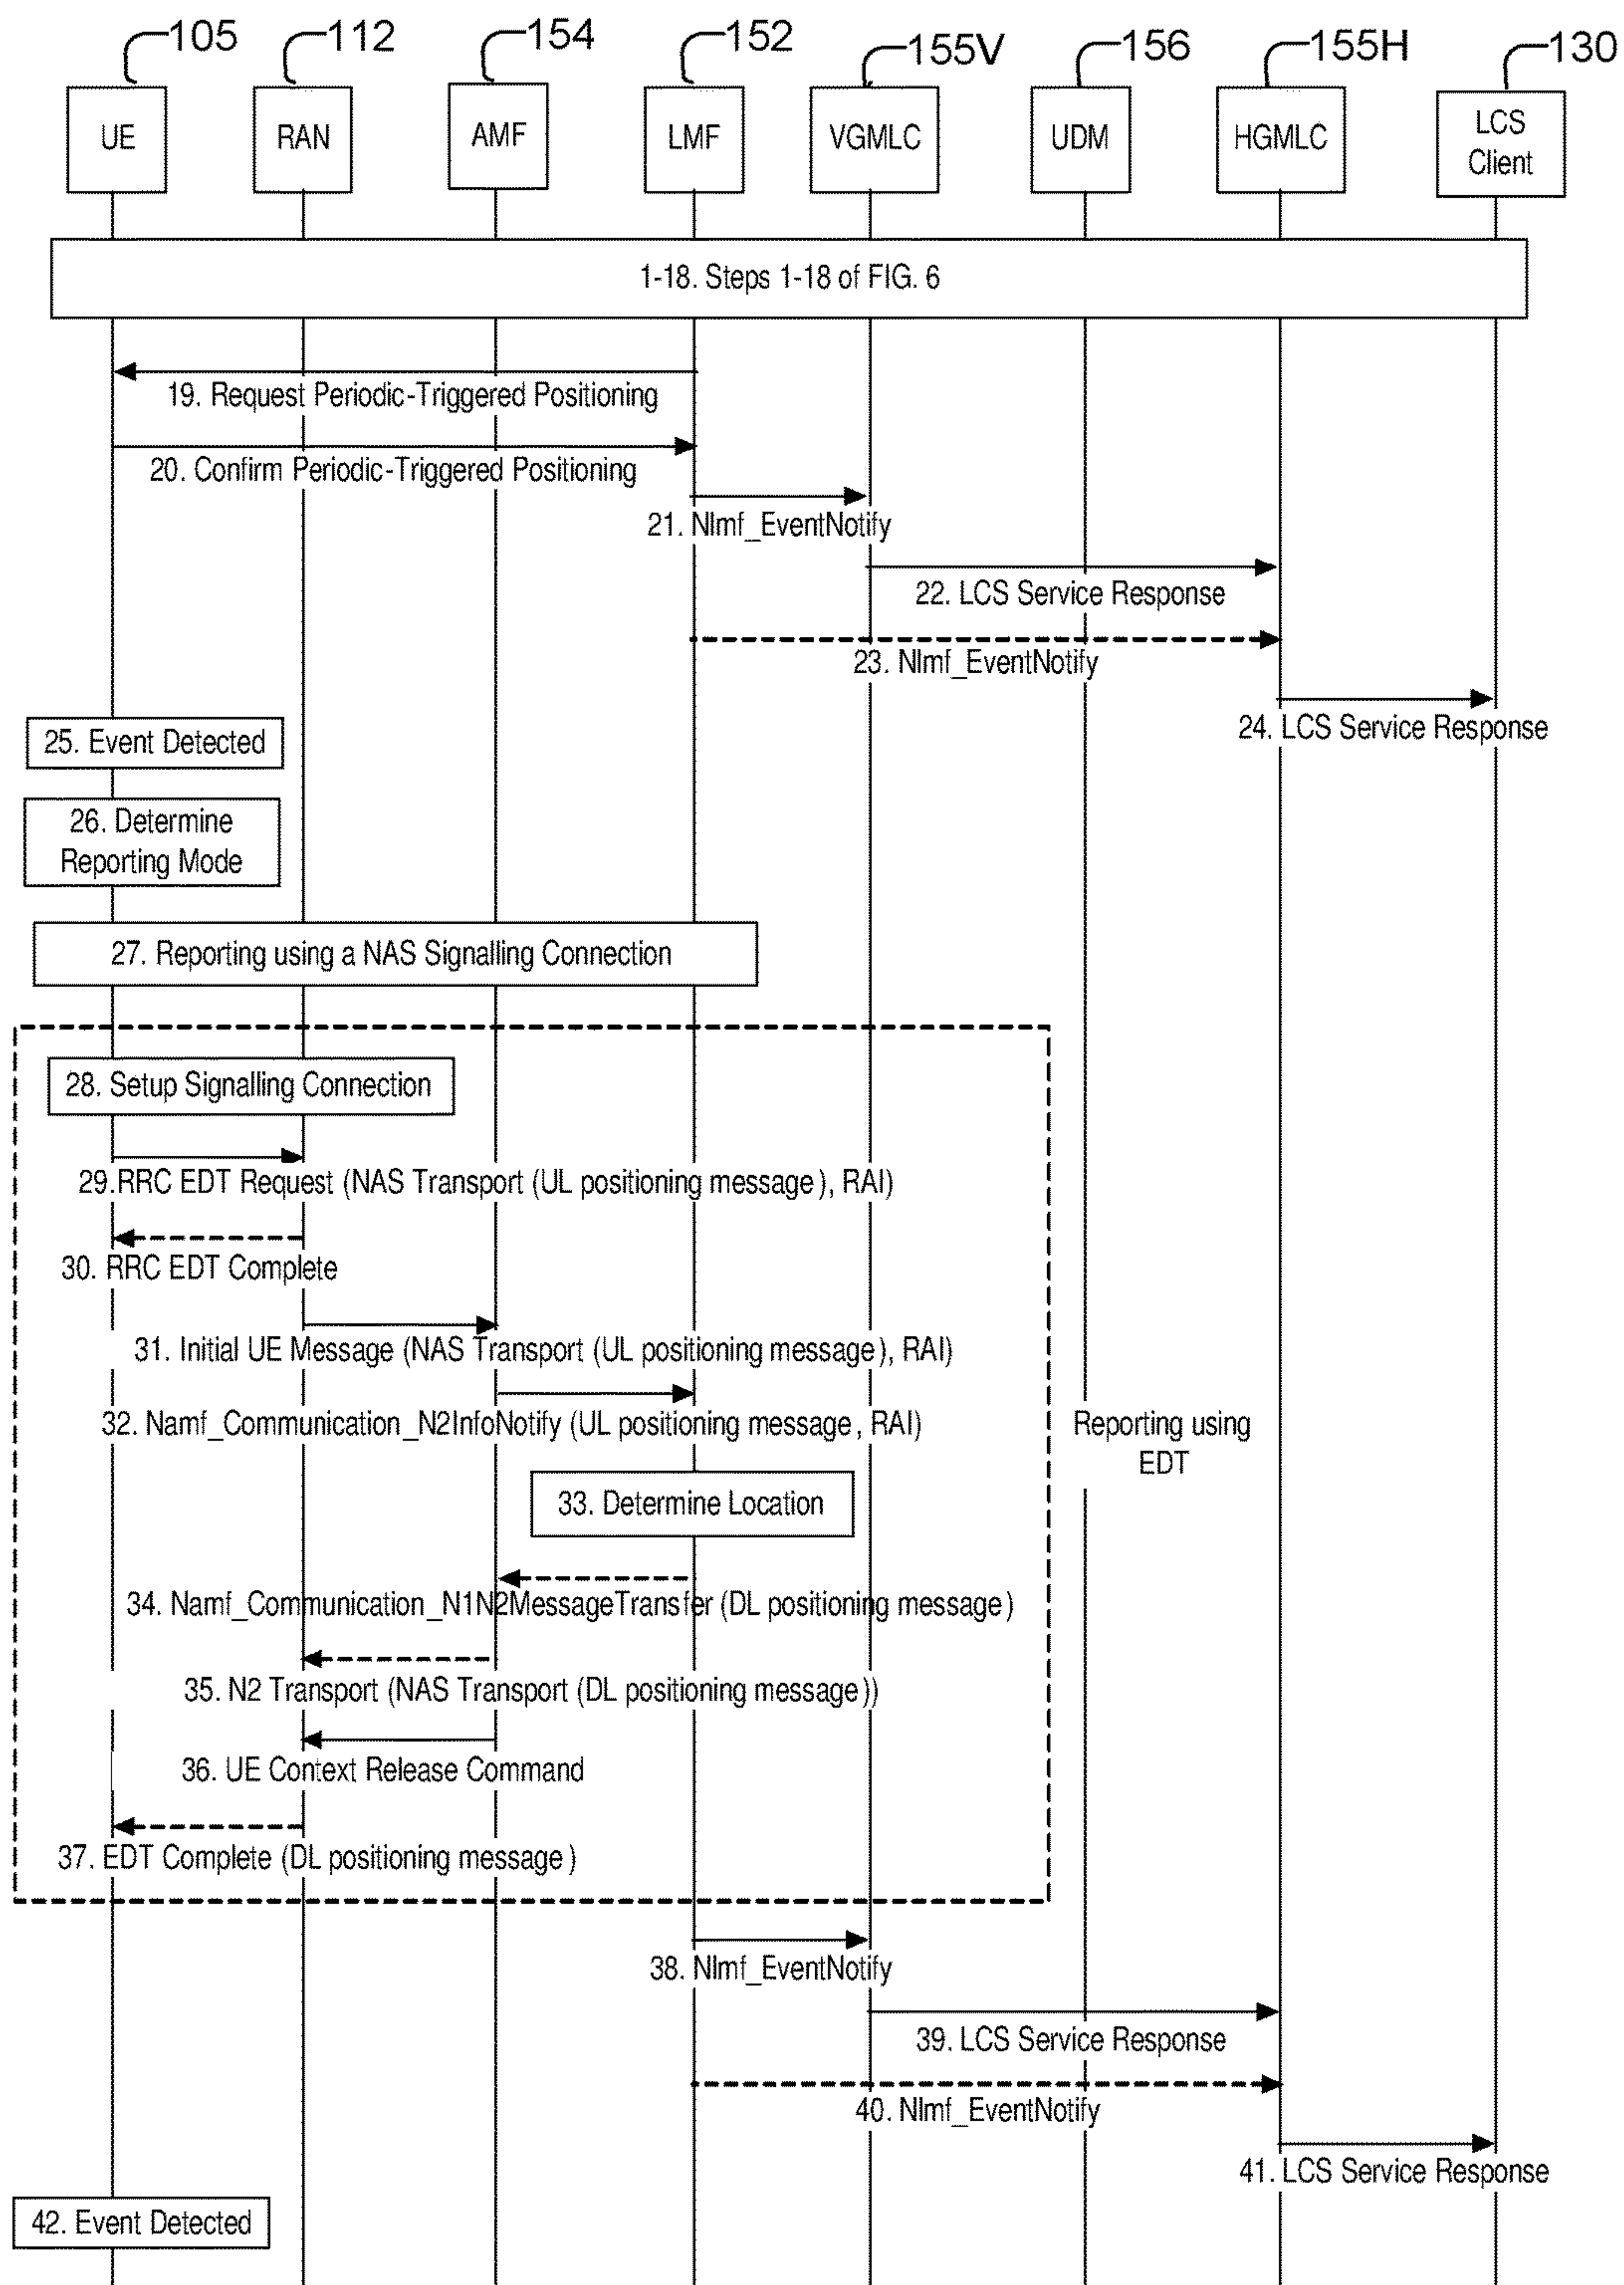 105
112
154
152
155V
156
155H
130
UE
RAN
AMF
LMF
VGMLC
UDM
HGMLC
LCS
Client
1-18. Steps 1-18 of FIG. 6
19. Request Periodic-Triggered Positioning
20. Confirm Periodic-Triggered Positioning
21. Nlmf_EventNotify
22. LCS Service Response
23. Nlmf_EventNotify
24. LCS Service Response
25. Event Detected
26. Determine
Reporting Mode
27. Reporting using a NAS Signalling Connection
28. Setup Signalling Connection
29.RRC EDT Request (NAS Transport (UL positioning message), RAI)
30. RRC EDT Complete
31. Initial UE Message (NAS Transport (UL positioning message), RAI)
32. Namf_Communication_N2InfoNotify (UL positioning message, RAI)
Reporting using
EDT
33. Determine Location
34. Namf_Communication_N1N2MessageTransfer (DL positioning message)
35. N2 Transport (NAS Transport (DL positioning message))
36. UE Context Release Command
37. EDT Complete (DL positioning message)
38. Nlmf_EventNotify
39. LCS Service Response
40. Nlmf_EventNotify
41. LCS Service Response
42. Event Detected